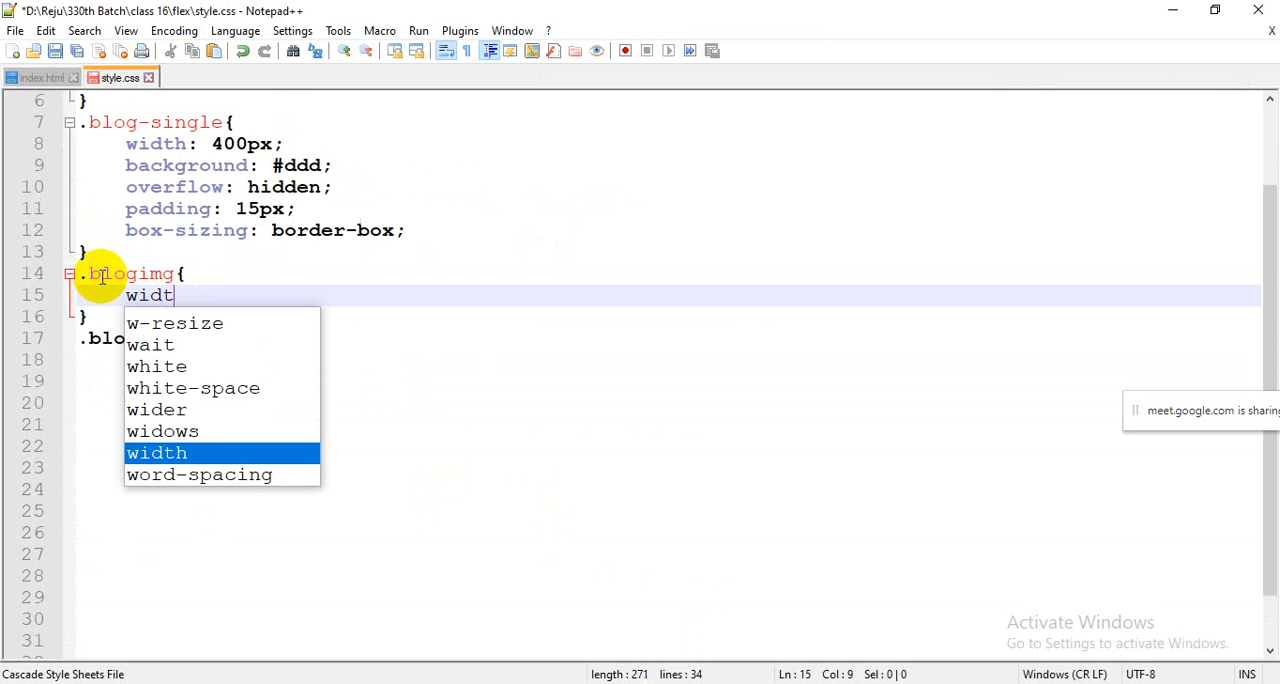 *D:\Reju\330th Batch\class 16\flex\style.css - Notepad++
File Edit Search View Encoding Language Settings Tools Macro Run Plugins Window ? X
index.html style.css
6 }
7 .blog-single{
8 width: 400px;
9 background: #ddd;
10 overflow: hidden;
11 padding: 15px;
12 box-sizing: border-box;
13 }
14 .blogimg{
15 widt
16 }
17 .blo
w-resize
wait
white
white-space
wider
widows
width
word-spacing
18
19
20
21
22
23
24
25
26
27
28
29
30
31
meet.google.com is sharing
Activate Windows
Go to Settings to activate Windows.
Cascade Style Sheets File length : 271 lines : 34 Ln : 15 Col : 9 Sel : 0 | 0 Windows (CR LF) UTF-8 INS